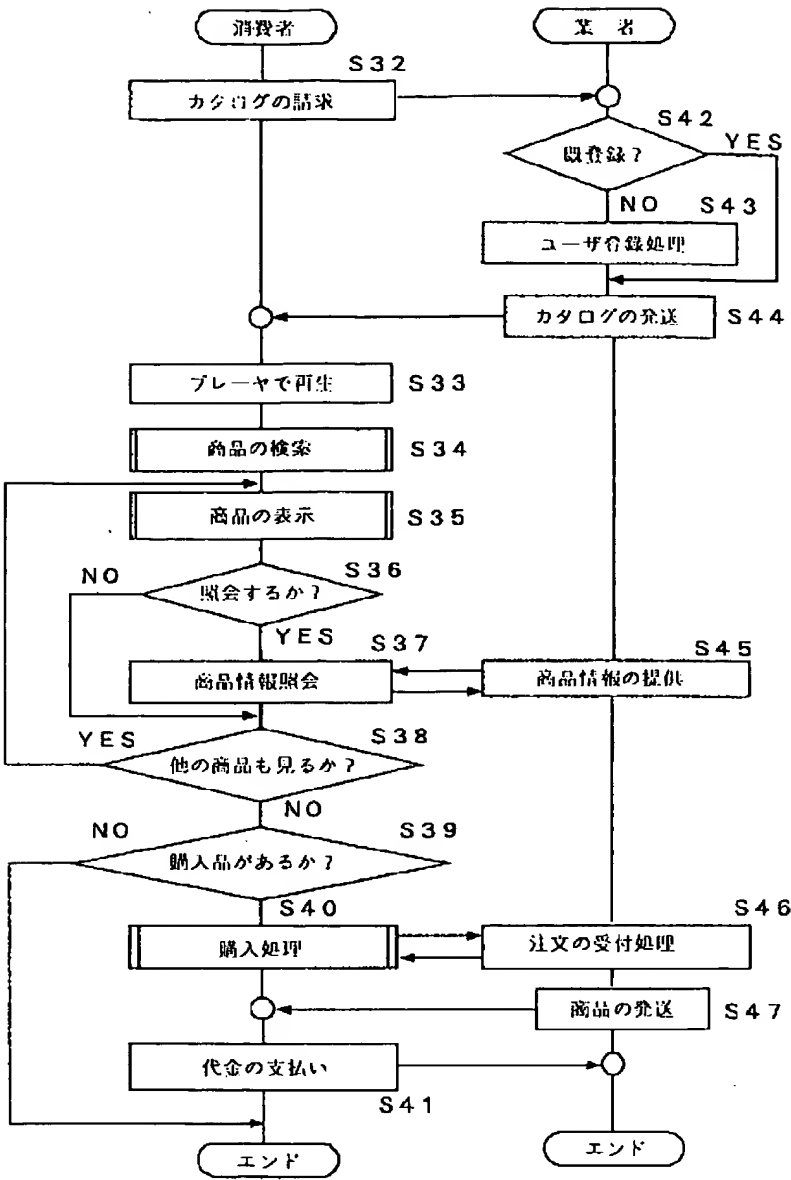 消費者
業者
S32
カタログの請求
S42
既登録?
YES
NO
S43
ユーザ登録処理
カタログの発送
S44
プレーヤで再生
S33
商品の検索
S34
商品の表示
S35
NO
S36
照会するか?
YES
S37
商品情報照会
S45
商品情報の提供
YES
S38
他の商品も見るか?
NO
NO
S39
購入品があるか?
S40
購入処理
S46
注文の受付処理
商品の発送
S47
代金の支払い
S41
エンド
エンド